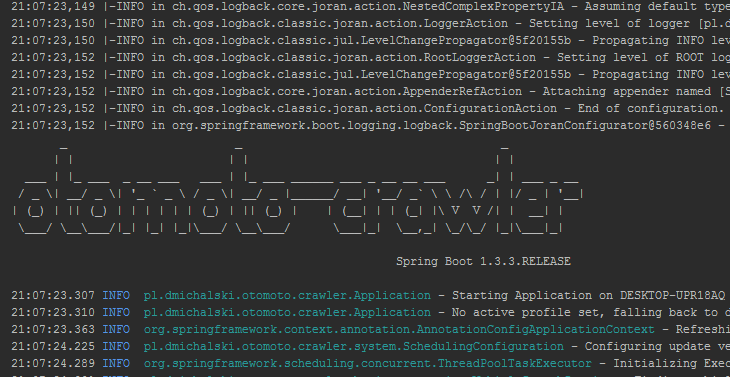 21:07:23,149 |-INFO in ch.qos.logback.core.joran.action.NestedComplexPropertyIA - Assuming default type
21:07:23,150 |-INFO in ch.qos.logback.classic.joran.action.LoggerAction - Setting level of logger [pl.d
21:07:23,150 |-INFO in ch.qos.logback.classic.jul.LevelChangePropagator@5f20155b - Propagating INFO lev
21:07:23,152 |-INFO in ch.qos.logback.classic.joran.action.RootLoggerAction - Setting level of ROOT log
21:07:23,152 |-INFO in ch.qos.logback.classic.jul.LevelChangePropagator@5f20155b - Propagating INFO lev
21:07:23,152 |-INFO in ch.qos.logback.core.joran.action.AppenderRefAction - Attaching appender named [S
21:07:23,152 |-INFO in ch.qos.logback.classic.joran.action.ConfigurationAction - End of configuration.
21:07:23,152 |-INFO in org.springframework.boot.logging.logback.SpringBootJoranConfigurator@560348e6 -
otomoto-crawler
Spring Boot 1.3.3.RELEASE
21:07:23.307 INFO pl.dmichalski.otomoto.crawler.Application - Starting Application on DESKTOP-UPR18AQ
21:07:23.310 INFO pl.dmichalski.otomoto.crawler.Application - No active profile set, falling back to d
21:07:23.363 INFO org.springframework.context.annotation.AnnotationConfigApplicationContext - Refreshi
21:07:24.225 INFO pl.dmichalski.otomoto.crawler.system.SchedulingConfiguration - Configuring update ve
21:07:24.289 INFO org.springframework.scheduling.concurrent.ThreadPoolTaskExecutor - Initializing Exec